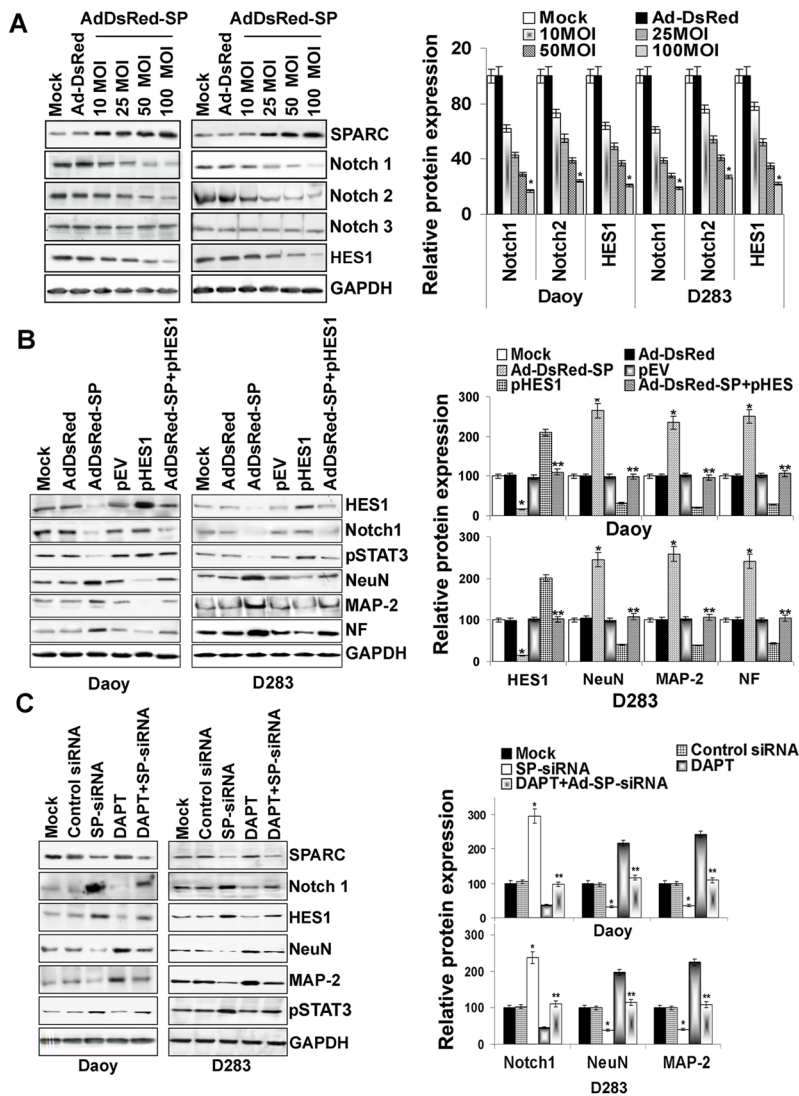 A
AdDsRed-SP
AdDsRed-SP
Mock
Ad-DsRed
10 MOI
25 MOI
50 MOI
100 MOI
Mock
Ad-DsRed
10 MOI
25 MOI
50 MOI
100 MOI
SPARC
Notch 1
Notch 2
Notch 3
HES1
GAPDH
Mock
Ad-DsRed
10MOI
25MOI
50MOI
100MOI
Relative protein expression
20
80
40
0
* * * * * *
Notch1
Notch2
HES1
Notch1
Notch2
HES1
Daoy
D283
B
Mock
AdDsRed
AdDsRed-SP
pEV
pHES1
AdDsRed-SP+pHES1
Mock
AdDsRed
AdDsRed-SP
pEV
pHES1
AdDsRed-SP+pHES1
HES1
Notch1
pSTAT3
NeuN
MAP-2
NF
GAPDH
Daoy
D283
Mock
Ad-DsRed
Ad-DsRed-SP
pEV
pHES1
Ad-DsRed-SP+pHES
Relative protein expression
300
200
100
0
* ** * ** * ** * **
Daoy
Relative protein expression
300
200
100
0
* ** * ** * ** * **
HES1 NeuN MAP-2 NF
D283
C
Mock
Control siRNA
SP-siRNA
DAPT
DAPT+SP-siRNA
Mock
Control siRNA
SP-siRNA
DAPT
DAPT+SP-siRNA
SPARC
Notch 1
HES1
NeuN
MAP-2
pSTAT3
GAPDH
Daoy
D283
Mock
Control siRNA
SP-siRNA
DAPT
DAPT+Ad-SP-siRNA
Relative protein expression
300
200
100
0
* ** * ** * **
Daoy
300
200
100
0
* ** * ** * **
Notch1 NeuN MAP-2
D283